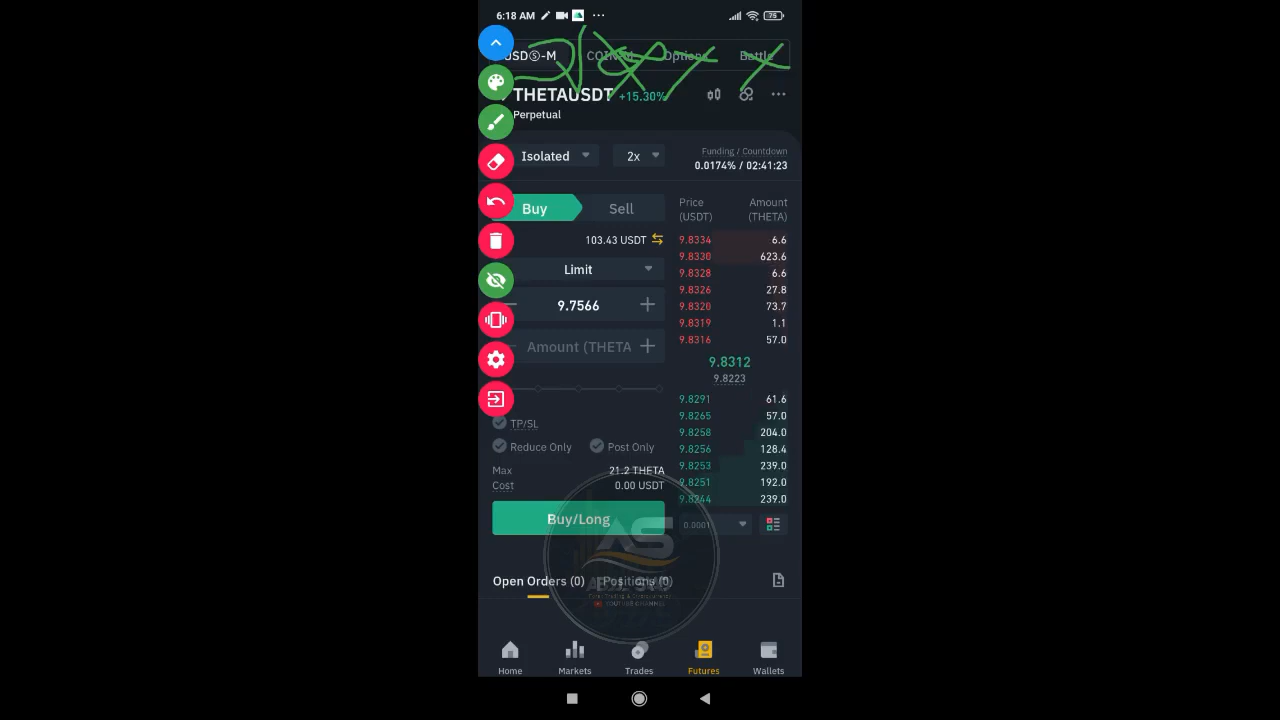 6:18 AM 75
USDⓈ-M COIN-M Options Battle
THETAUSDT +15.30%
Perpetual
Isolated 2x Funding / Countdown
0.0174% / 02:41:23
Buy Sell Price Amount
(USDT) (THETA)
103.43 USDT 9.8334 6.6
9.8330 623.6
Limit 9.8328 6.6
9.8326 27.8
9.7566 9.8320 73.7
9.8319 1.1
Amount (THETA 9.8316 57.0
9.8312
9.8223
9.8291 61.6
9.8265 57.0
TP/SL 9.8258 204.0
Reduce Only Post Only 9.8256 128.4
Max 21.2 THETA 9.8253 239.0
Cost 0.00 USDT 9.8251 192.0
9.8244 239.0
Buy/Long 0.0001
AS
Open Orders (0) Positions (0)
YOUTUBE CHANNEL
Home Markets Trades Futures Wallets